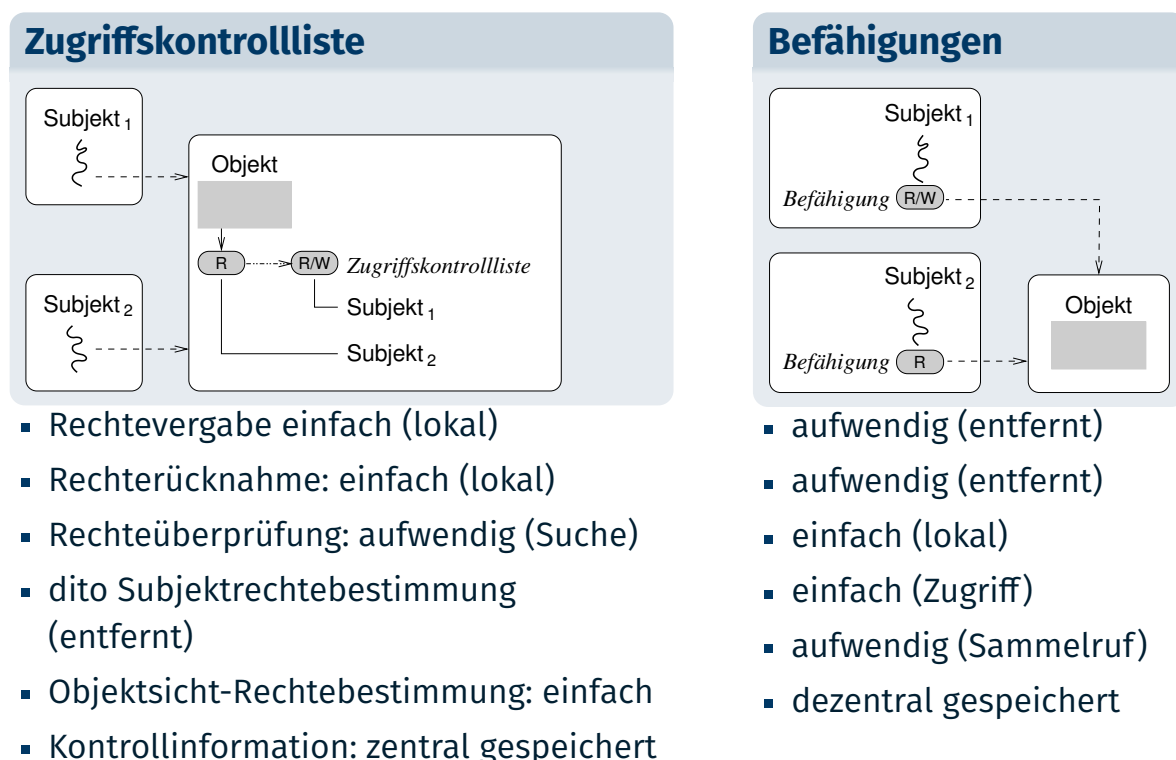 Zugriffskontrollliste
Subjekt 1
Objekt
R
R/W
Zugriffskontrollliste
Subjekt 1
Subjekt 2
Subjekt 2
▪ Rechtevergabe einfach (lokal)
▪ Rechterücknahme: einfach (lokal)
▪ Rechteüberprüfung: aufwendig (Suche)
▪ dito Subjektrechtebestimmung
(entfernt)
▪ Objektsicht-Rechtebestimmung: einfach
▪ Kontrollinformation: zentral gespeichert
Befähigungen
Subjekt 1
Befähigung R/W
Subjekt 2
Befähigung R
Objekt
▪ aufwendig (entfernt)
▪ aufwendig (entfernt)
▪ einfach (lokal)
▪ einfach (Zugriff)
▪ aufwendig (Sammelruf)
▪ dezentral gespeichert